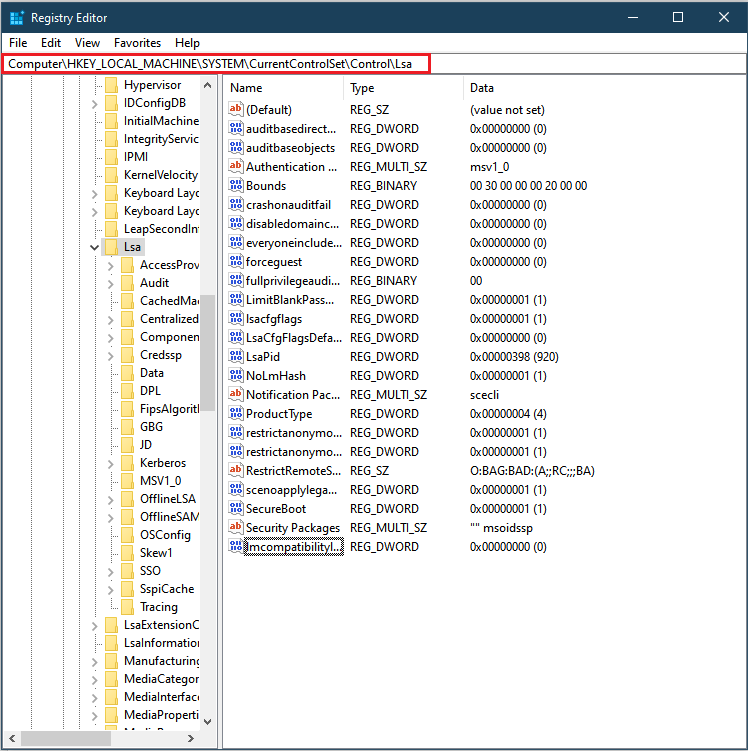 Registry Editor
File Edit View Favorites Help
Computer\HKEY_LOCAL_MACHINE\SYSTEM\CurrentControlSet\Control\Lsa
Hypervisor
IDConfigDB
InitialMachine
IntegrityServic
IPMI
KernelVelocity
Keyboard Layo
Keyboard Layo
LeapSecondIn
Lsa
AccessProv
Audit
CachedMa
Centralized
Componen
Credssp
Data
DPL
FipsAlgorit
GBG
JD
Kerberos
MSV1_0
OfflineLSA
OfflineSAM
OSConfig
Skew1
SSO
SspiCache
Tracing
LsaExtensionC
LsaInformation
Manufacturing
MediaCategor
MediaInterface
MediaProperti
Name Type Data
(Default) REG_SZ (value not set)
auditbasedirect... REG_DWORD 0x00000000 (0)
auditbaseobjects REG_DWORD 0x00000000 (0)
Authentication ... REG_MULTI_SZ msv1_0
Bounds REG_BINARY 00 30 00 00 00 20 00 00
crashonauditfail REG_DWORD 0x00000000 (0)
disabledomainc... REG_DWORD 0x00000000 (0)
everyoneinclude... REG_DWORD 0x00000000 (0)
forceguest REG_DWORD 0x00000000 (0)
fullprivilegeaudi... REG_BINARY 00
LimitBlankPass... REG_DWORD 0x00000001 (1)
lsacfgflags REG_DWORD 0x00000001 (1)
LsaCfgFlagsDefa... REG_DWORD 0x00000000 (0)
LsaPid REG_DWORD 0x00000398 (920)
NoLmHash REG_DWORD 0x00000001 (1)
Notification Pac... REG_MULTI_SZ scecli
ProductType REG_DWORD 0x00000004 (4)
restrictanonymo... REG_DWORD 0x00000001 (1)
restrictanonymo... REG_DWORD 0x00000001 (1)
RestrictRemoteS... REG_SZ O:BAG:BAD:(A;;RC;;;BA)
scenoapplylega... REG_DWORD 0x00000001 (1)
SecureBoot REG_DWORD 0x00000001 (1)
Security Packages REG_MULTI_SZ "" msoidssp
lmcompatibilityl... REG_DWORD 0x00000000 (0)